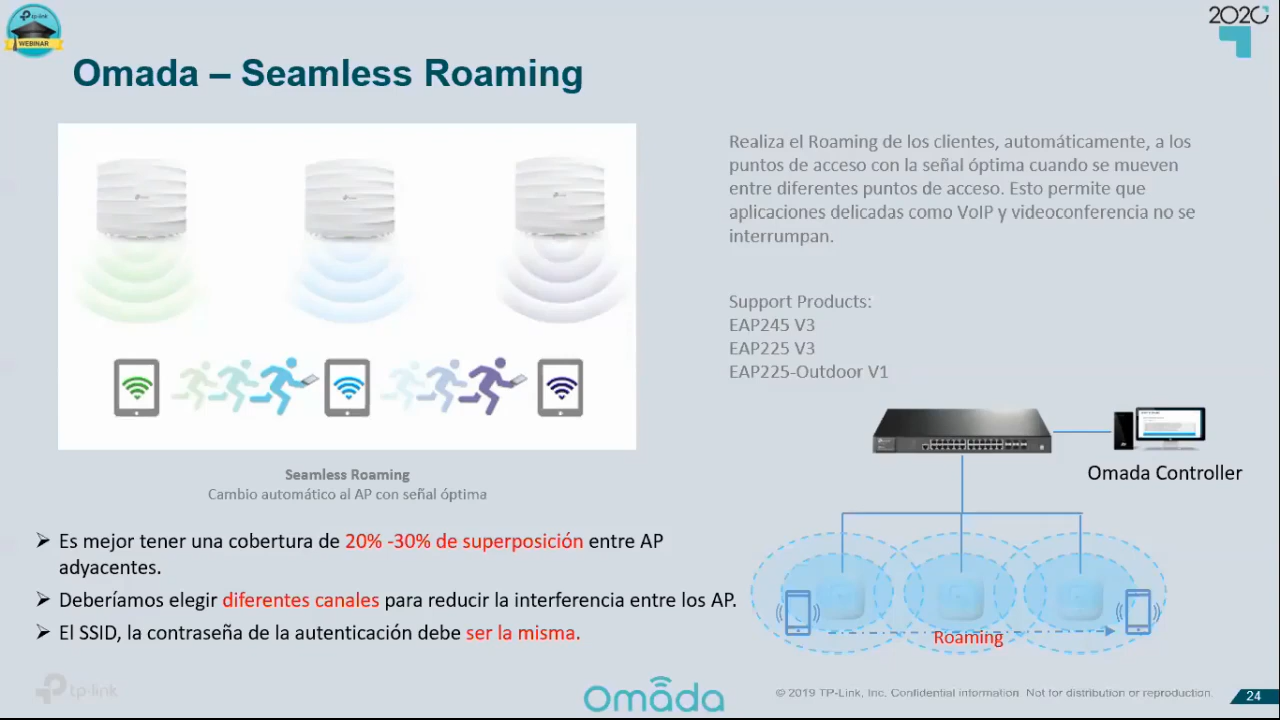 tp-link
WEBINAR
2020
Omada – Seamless Roaming
Realiza el Roaming de los clientes, automáticamente, a los
puntos de acceso con la señal óptima cuando se mueven
entre diferentes puntos de acceso. Esto permite que
aplicaciones delicadas como VoIP y videoconferencia no se
interrumpan.
Support Products:
EAP245 V3
EAP225 V3
EAP225-Outdoor V1
Omada Controller
Seamless Roaming
Cambio automático al AP con señal óptima
➢ Es mejor tener una cobertura de 20% -30% de superposición entre AP
adyacentes.
➢ Deberíamos elegir diferentes canales para reducir la interferencia entre los AP.
➢ El SSID, la contraseña de la autenticación debe ser la misma.
Roaming
tp-link
omada
© 2019 TP-Link, Inc. Confidential information. Not for distribution or reproduction.
24